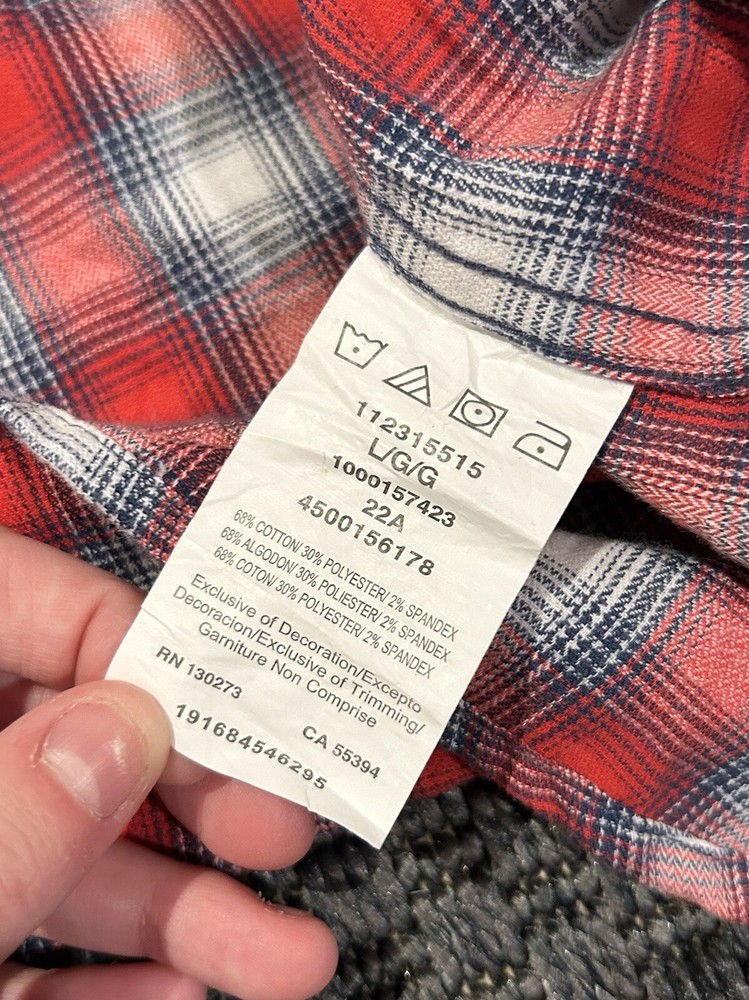 112315515
L/G/G
1000157423
22A
4500156178
68% COTTON/ 30% POLYESTER/ 2% SPANDEX
68% ALGODON/ 30% POLIESTER/ 2% SPANDEX
68% COTON/ 30% POLYESTER/ 2% SPANDEX
Exclusive of Decoration/Excepto
Decoracion/Exclusive of Trimming/
Garniture Non Comprise
RN 130273 CA 55394
191684546295